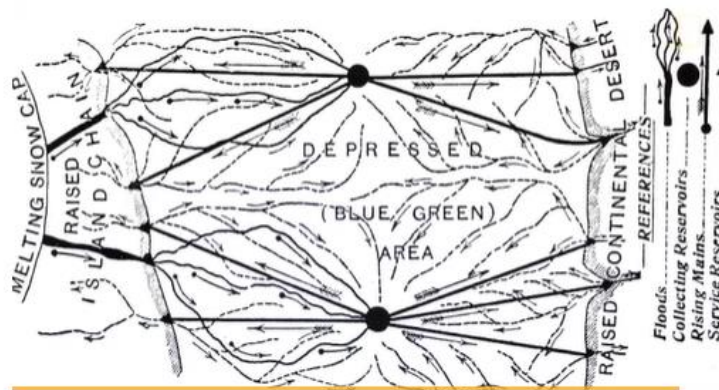 MELTING SNOW CAP
RAISED
ISLAND CHAIN
DEPRESSED
(BLUE GREEN)
AREA
DESERT
RAISED CONTINENTAL
REFERENCES
Floods
Collecting Reservoirs
Rising Mains
Service Reservoirs